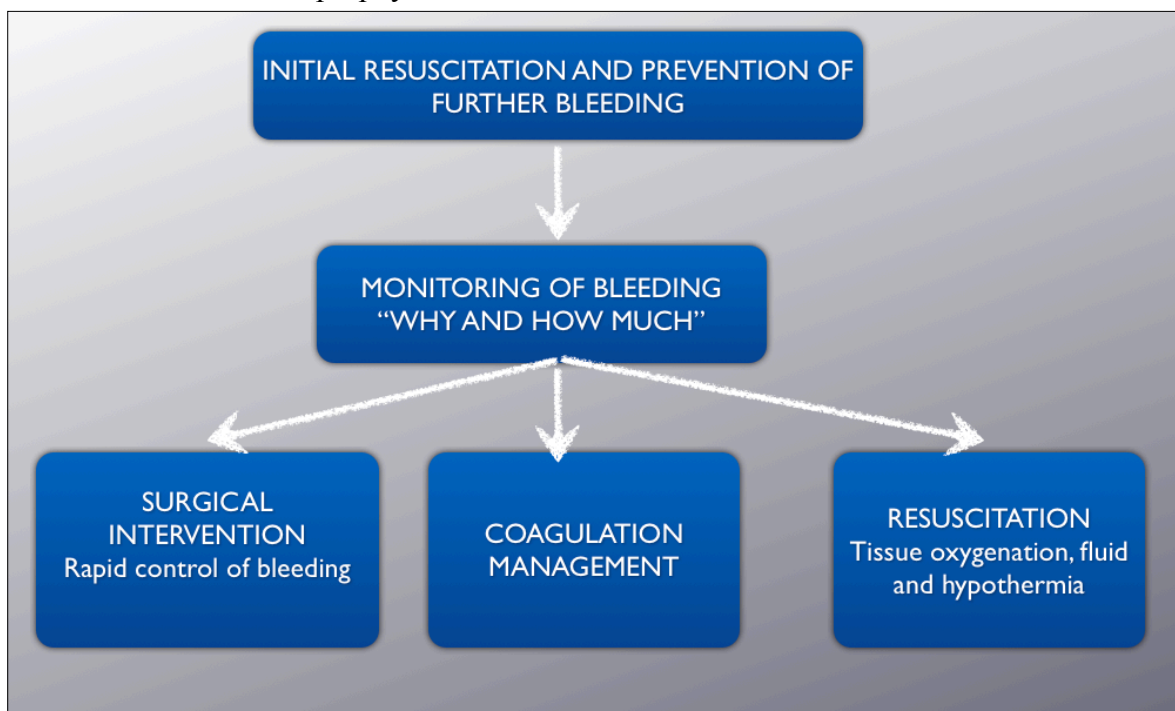 INITIAL RESUSCITATION AND PREVENTION OF
FURTHER BLEEDING
MONITORING OF BLEEDING
“WHY AND HOW MUCH”
SURGICAL
INTERVENTION
Rapid control of bleeding
COAGULATION
MANAGEMENT
RESUSCITATION
Tissue oxygenation, fluid
and hypothermia